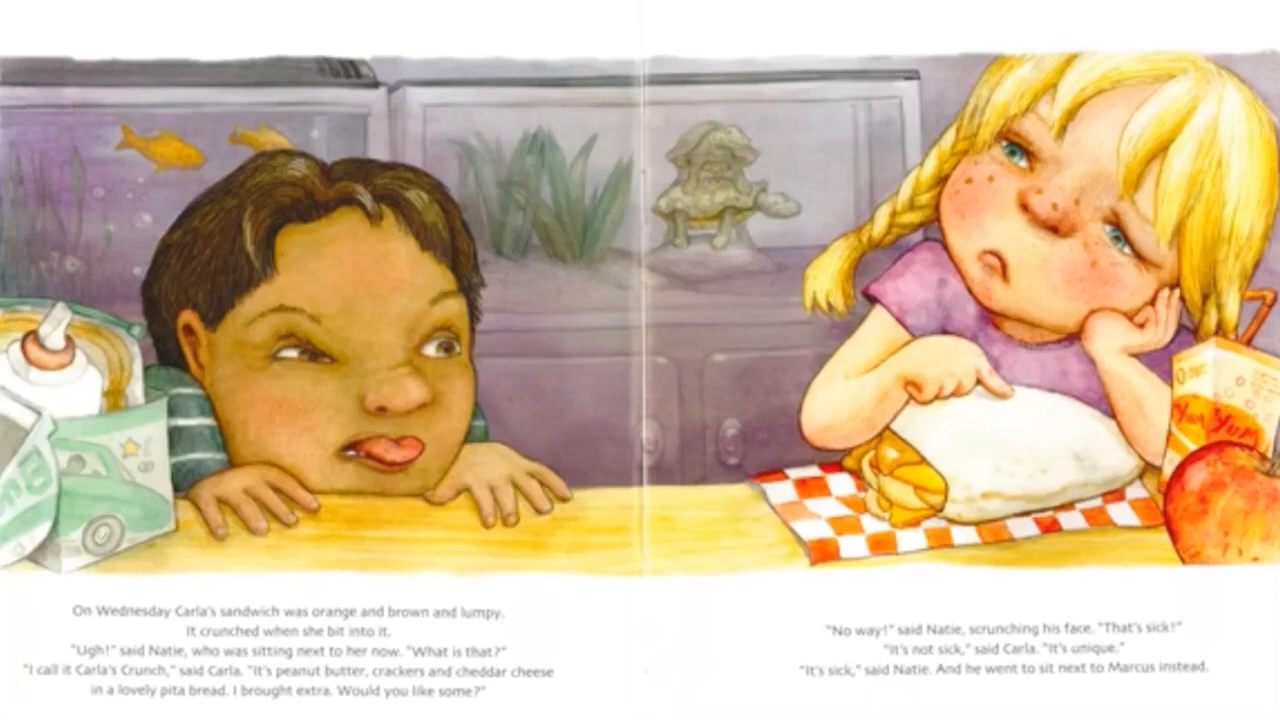 Yum Yum
On Wednesday Carla's sandwich was orange and brown and lumpy.
It crunched when she bit into it.
"Ugh!" said Natie, who was sitting next to her now. "What is that?"
"I call it Carla's Crunch," said Carla. "It's peanut butter, crackers and cheddar cheese
in a lovely pita bread. I brought extra. Would you like some?"
"No way!" said Natie, scrunching his face. "That's sick!"
"It's not sick," said Carla. "It's unique."
"It's sick," said Natie. And he went to sit next to Marcus instead.